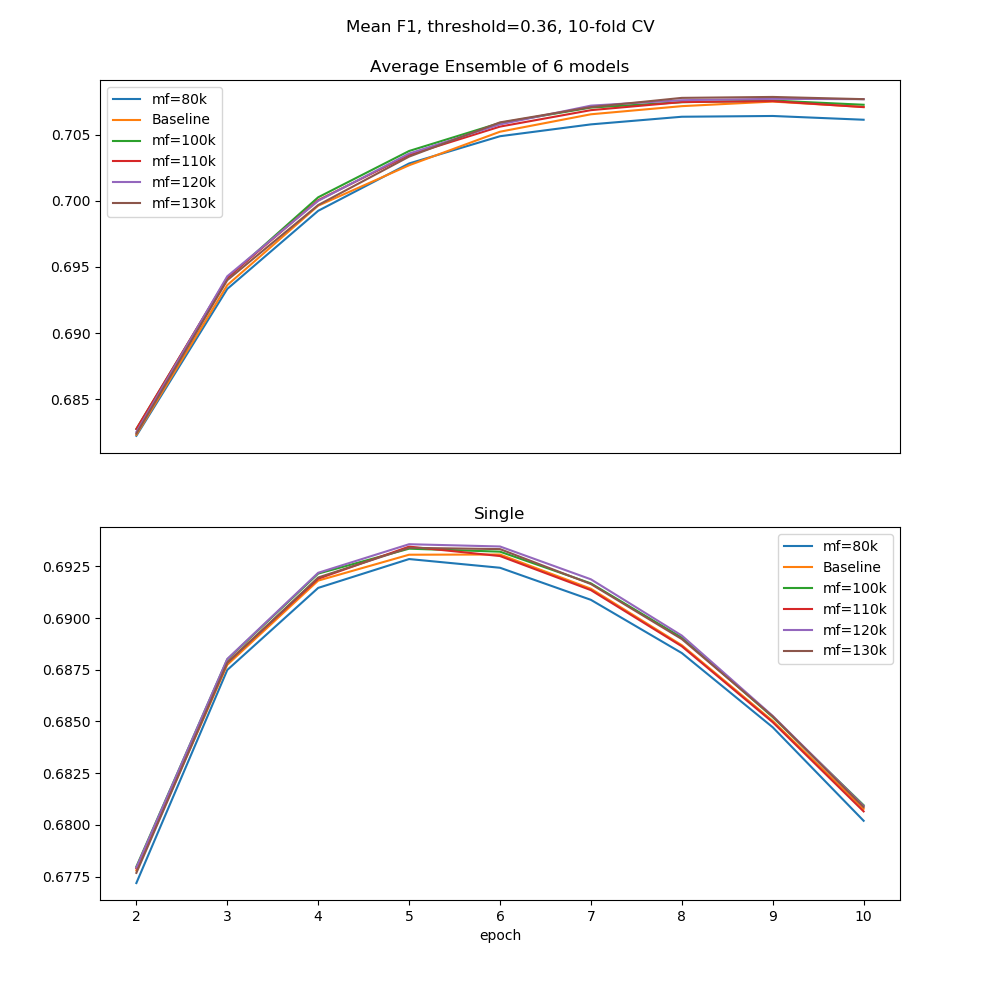 Mean F1, threshold=0.36, 10-fold CV
Average Ensemble of 6 models
mf=80k
Baseline
mf=100k
mf=110k
mf=120k
mf=130k
0.705
0.700
0.695
0.690
0.685
Single
mf=80k
Baseline
mf=100k
mf=110k
mf=120k
mf=130k
0.6925
0.6900
0.6875
0.6850
0.6825
0.6800
0.6775
2 3 4 5 6 7 8 9 10
epoch